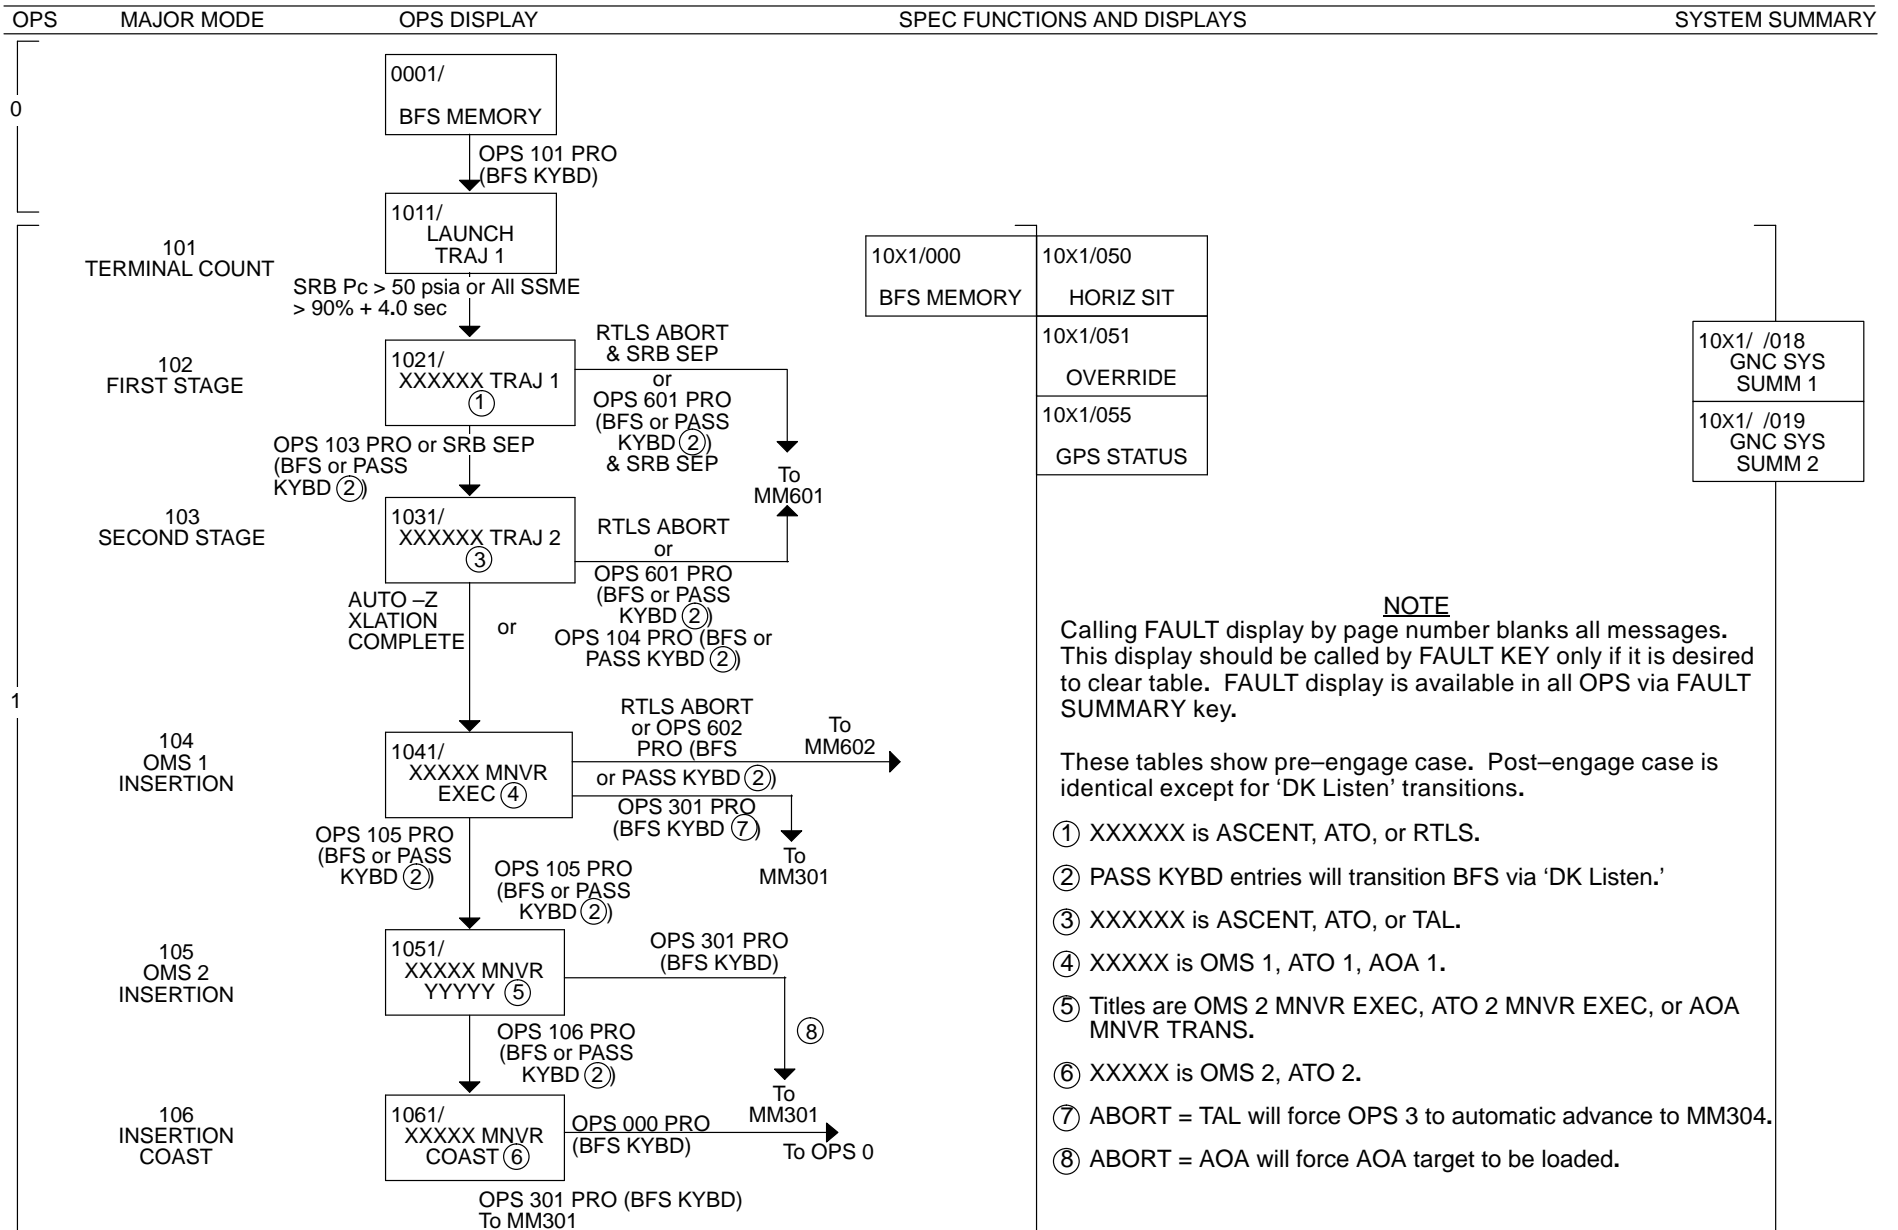 OPS MAJOR MODE OPS DISPLAY SPEC FUNCTIONS AND DISPLAYS SYSTEM SUMMARY
0
0001/
BFS MEMORY
OPS 101 PRO
(BFS KYBD)
1
101
TERMINAL COUNT
1011/
LAUNCH
TRAJ 1
SRB Pc > 50 psia or All SSME
> 90% + 4.0 sec
102
FIRST STAGE
1021/
XXXXXX TRAJ 1
①
RTLS ABORT
& SRB SEP
or
OPS 601 PRO
(BFS or PASS
KYBD ②)
& SRB SEP
To
MM601
OPS 103 PRO or SRB SEP
(BFS or PASS
KYBD ②)
103
SECOND STAGE
1031/
XXXXXX TRAJ 2
③
RTLS ABORT
or
OPS 601 PRO
(BFS or PASS
KYBD ②)
AUTO –Z
XLATION
COMPLETE
or
OPS 104 PRO (BFS or
PASS KYBD ②)
104
OMS 1
INSERTION
1041/
XXXXX MNVR
EXEC ④
RTLS ABORT
or OPS 602
PRO (BFS
or PASS KYBD ②)
To
MM602
OPS 301 PRO
(BFS KYBD ⑦)
To
MM301
OPS 105 PRO
(BFS or PASS
KYBD ②)
OPS 105 PRO
(BFS or PASS
KYBD ②)
105
OMS 2
INSERTION
1051/
XXXXX MNVR
YYYYY ⑤
OPS 301 PRO
(BFS KYBD)
⑧
To
MM301
OPS 106 PRO
(BFS or PASS
KYBD ②)
106
INSERTION
COAST
1061/
XXXXX MNVR
COAST ⑥
OPS 000 PRO
(BFS KYBD)
To OPS 0
OPS 301 PRO (BFS KYBD)
To MM301
10X1/000
BFS MEMORY
10X1/050
HORIZ SIT
10X1/051
OVERRIDE
10X1/055
GPS STATUS
10X1/ /018
GNC SYS
SUMM 1
10X1/ /019
GNC SYS
SUMM 2
NOTE
Calling FAULT display by page number blanks all messages.
This display should be called by FAULT KEY only if it is desired
to clear table. FAULT display is available in all OPS via FAULT
SUMMARY key.
These tables show pre–engage case. Post–engage case is
identical except for ‘DK Listen’ transitions.
① XXXXXX is ASCENT, ATO, or RTLS.
② PASS KYBD entries will transition BFS via ‘DK Listen.’
③ XXXXXX is ASCENT, ATO, or TAL.
④ XXXXX is OMS 1, ATO 1, AOA 1.
⑤ Titles are OMS 2 MNVR EXEC, ATO 2 MNVR EXEC, or AOA
MNVR TRANS.
⑥ XXXXX is OMS 2, ATO 2.
⑦ ABORT = TAL will force OPS 3 to automatic advance to MM304.
⑧ ABORT = AOA will force AOA target to be loaded.